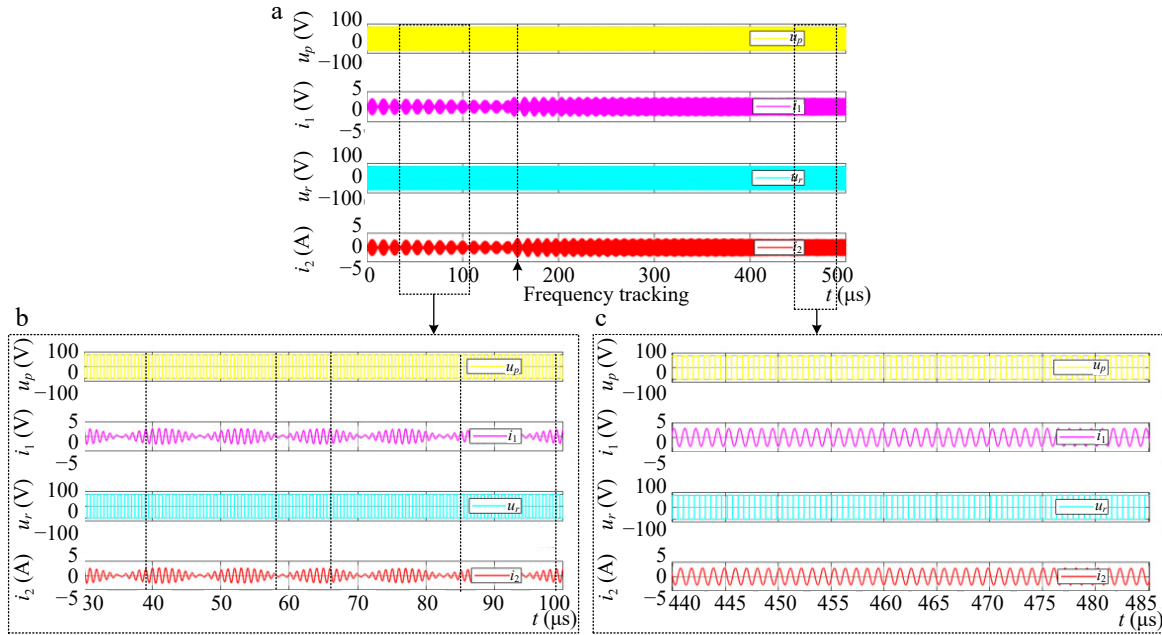 a
u_p (V)
100
0
−100
u_p
i_1 (V)
5
0
−5
i_1
u_r (V)
100
0
−100
u_r
i_2 (A)
5
0
−5
i_2
0 100 200 300 400 500
Frequency tracking
t (μs)
b
u_p (V)
100
0
−100
u_p
i_1 (V)
5
0
−5
i_1
u_r (V)
100
0
−100
u_r
i_2 (A)
5
0
−5
i_2
30 40 50 60 70 80 90 100
t (μs)
c
u_p (V)
100
0
−100
u_p
i_1 (V)
5
0
−5
i_1
u_r (V)
100
0
−100
u_r
i_2 (A)
5
0
−5
i_2
440 445 450 455 460 465 470 475 480 485
t (μs)